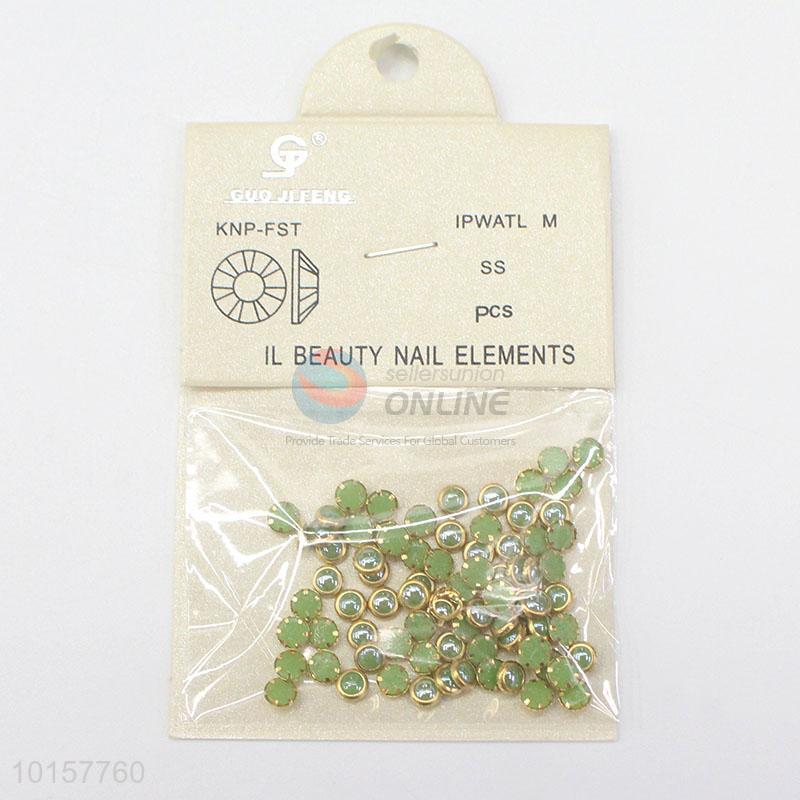 GUO JI FENG
KNP-FST
IPWATL M
SS
pcs
IL BEAUTY NAIL ELEMENTS
sellersunion
ONLINE
Provide Trade Services For Global Customers
10157760